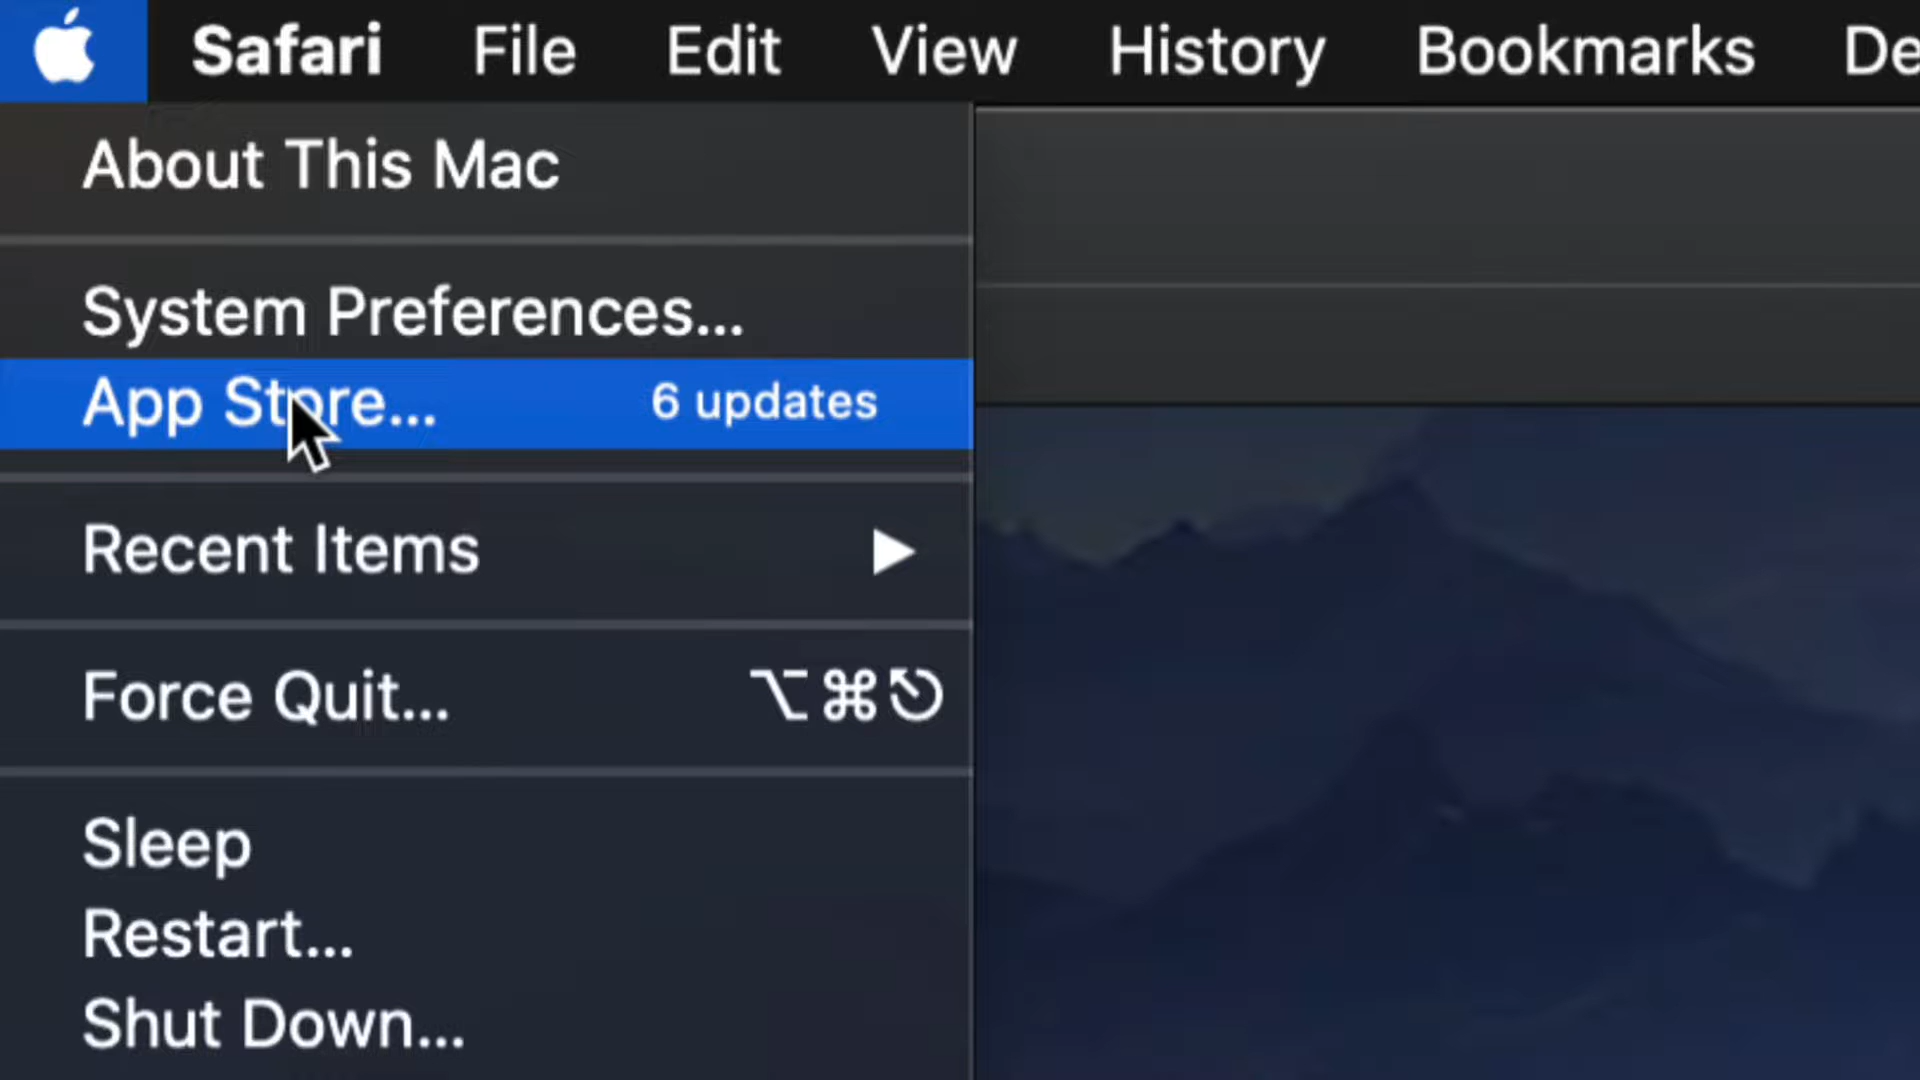 Safari File Edit View History Bookmarks De
About This Mac
System Preferences...
App Store... 6 updates
Recent Items ▶
Force Quit... ⌥⌘⎋
Sleep
Restart...
Shut Down...